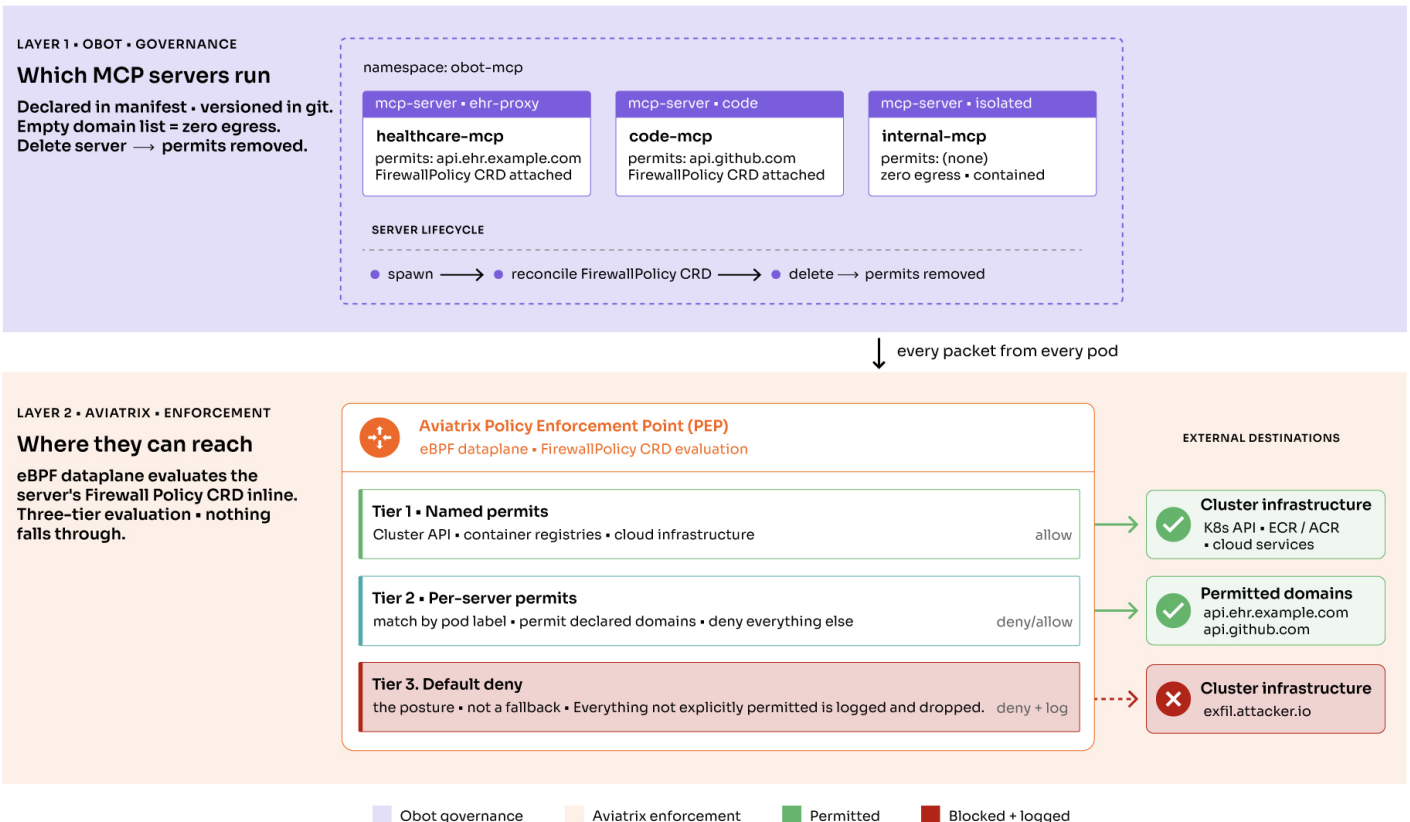 LAYER 1 • OBOT • GOVERNANCE
Which MCP servers run
Declared in manifest • versioned in git.
Empty domain list = zero egress.
Delete server → permits removed.
namespace: obot-mcp
mcp-server • ehr-proxy
healthcare-mcp
permits: api.ehr.example.com
FirewallPolicy CRD attached
mcp-server • code
code-mcp
permits: api.github.com
FirewallPolicy CRD attached
mcp-server • isolated
internal-mcp
permits: (none)
zero egress • contained
SERVER LIFECYCLE
spawn → reconcile FirewallPolicy CRD → delete → permits removed
every packet from every pod
LAYER 2 • AVIATRIX • ENFORCEMENT
Where they can reach
eBPF dataplane evaluates the
server's Firewall Policy CRD inline.
Three-tier evaluation • nothing
falls through.
Aviatrix Policy Enforcement Point (PEP)
eBPF dataplane • FirewallPolicy CRD evaluation
Tier 1 • Named permits
Cluster API • container registries • cloud infrastructure
allow
Tier 2 • Per-server permits
match by pod label • permit declared domains • deny everything else
deny/allow
Tier 3. Default deny
the posture • not a fallback • Everything not explicitly permitted is logged and dropped.
deny + log
EXTERNAL DESTINATIONS
Cluster infrastructure
K8s API • ECR / ACR
• cloud services
Permitted domains
api.ehr.example.com
api.github.com
Cluster infrastructure
exfil.attacker.io
Obot governance
Aviatrix enforcement
Permitted
Blocked + logged